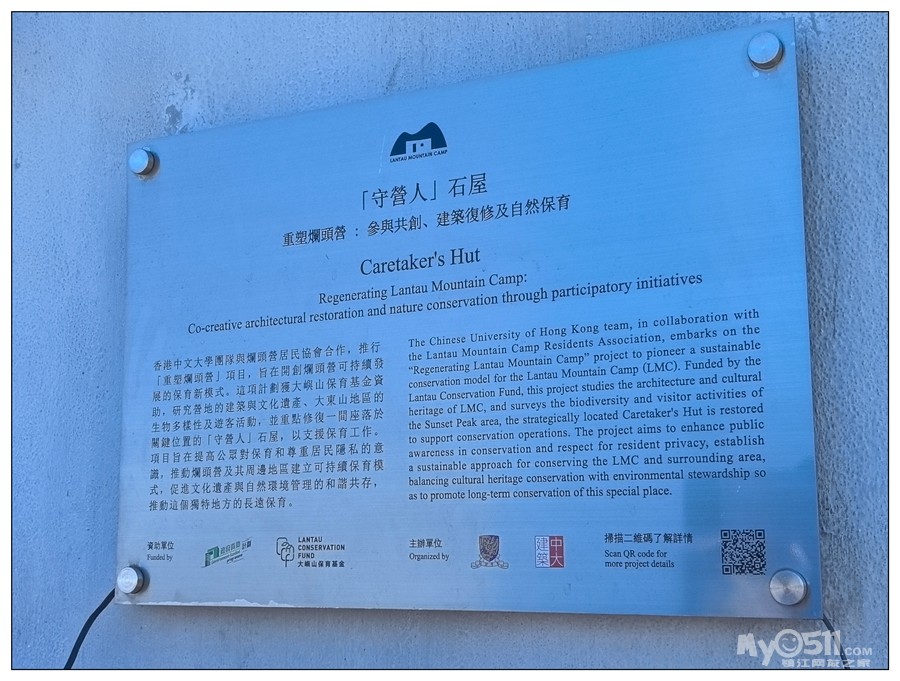 LANTAU MOUNTAIN CAMP
「守營人」石屋
重塑爛頭營 : 參與共創、建築復修及自然保育
Caretaker's Hut
Regenerating Lantau Mountain Camp:
Co-creative architectural restoration and nature conservation through participatory initiatives
香港中文大學團隊與爛頭營居民協會合作，推行
「重塑爛頭營」項目，旨在開創爛頭營可持續發
展的保育新模式。這項計劃獲大嶼山保育基金資
助，研究營地的建築與文化遺產、大東山地區的
生物多樣性及遊客活動，並重點修復一間座落於
關鍵位置的「守營人」石屋，以支援保育工作。
項目旨在提高公眾對保育和尊重居民隱私的意
識，推動爛頭營及其周邊地區建立可持續保育模
式，促進文化遺產與自然環境管理的和諧共存，
推動這個獨特地方的長遠保育。
The Chinese University of Hong Kong team, in collaboration with
the Lantau Mountain Camp Residents Association, embarks on the
“Regenerating Lantau Mountain Camp” project to pioneer a sustainable
conservation model for the Lantau Mountain Camp (LMC). Funded by the
Lantau Conservation Fund, this project studies the architecture and cultural
heritage of LMC, and surveys the biodiversity and visitor activities of
the Sunset Peak area, the strategically located Caretaker's Hut is restored
to support conservation operations. The project aims to enhance public
awareness in conservation and respect for resident privacy, establish
a sustainable approach for conserving the LMC and surrounding area,
balancing cultural heritage conservation with environmental stewardship so
as to promote long-term conservation of this special place.
資助單位
Funded by
LANTAU
CONSERVATION
FUND
大嶼山保育基金
主辦單位
Organized by
中大
建築
掃描二維碼了解詳情
Scan QR code for
more project details
My0511.COM
镇江网友之家